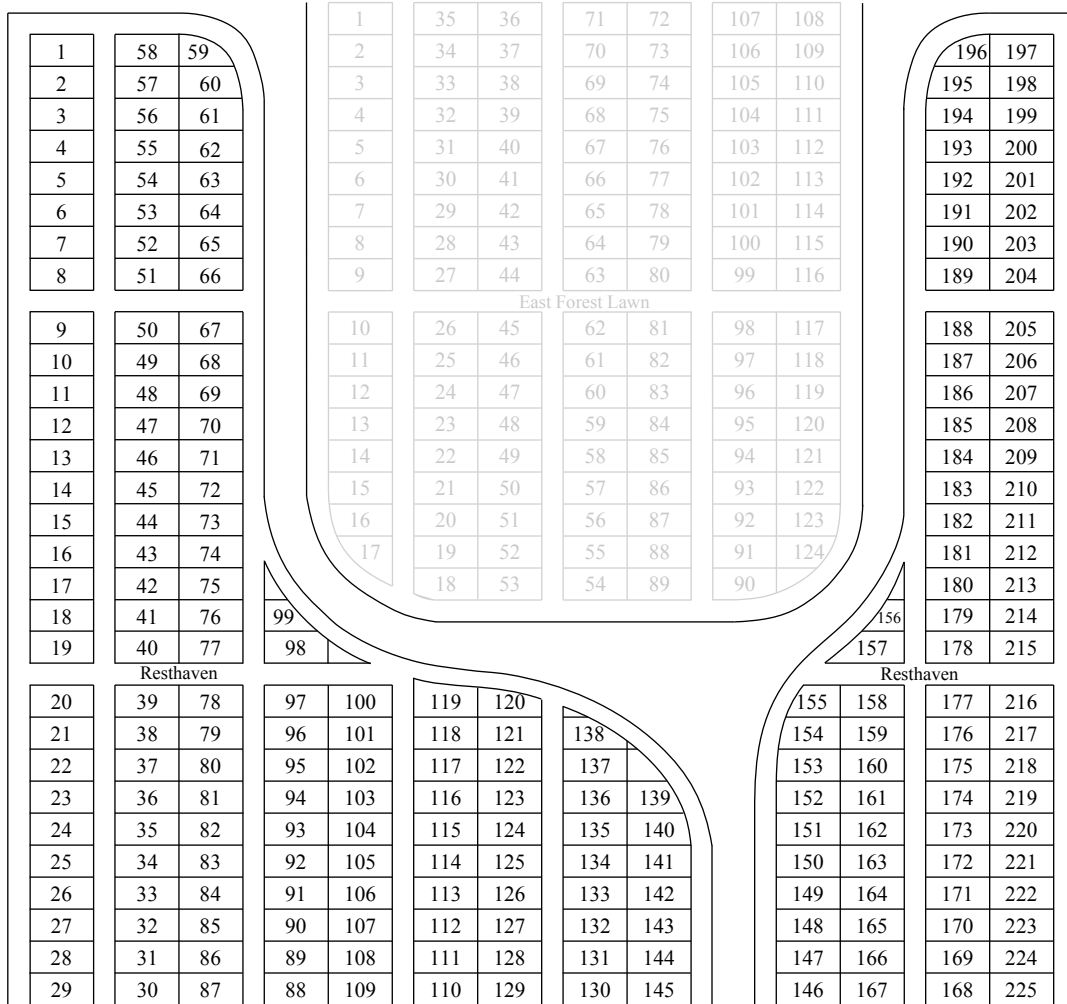 1 35 36 71 72 107 108
1 58 59 2 34 37 70 73 106 109 196 197
2 57 60 3 33 38 69 74 105 110 195 198
3 56 61 4 32 39 68 75 104 111 194 199
4 55 62 5 31 40 67 76 103 112 193 200
5 54 63 6 30 41 66 77 102 113 192 201
6 53 64 7 29 42 65 78 101 114 191 202
7 52 65 8 28 43 64 79 100 115 190 203
8 51 66 9 27 44 63 80 99 116 189 204
East Forest Lawn
9 50 67 10 26 45 62 81 98 117 188 205
10 49 68 11 25 46 61 82 97 118 187 206
11 48 69 12 24 47 60 83 96 119 186 207
12 47 70 13 23 48 59 84 95 120 185 208
13 46 71 14 22 49 58 85 94 121 184 209
14 45 72 15 21 50 57 86 93 122 183 210
15 44 73 16 20 51 56 87 92 123 182 211
16 43 74 17 19 52 55 88 91 124 181 212
17 42 75 18 53 54 89 90 180 213
18 41 76 99 156 179 214
19 40 77 98 157 178 215
Resthaven Resthaven
20 39 78 97 100 119 120 155 158 177 216
21 38 79 96 101 118 121 138 154 159 176 217
22 37 80 95 102 117 122 137 153 160 175 218
23 36 81 94 103 116 123 136 139 152 161 174 219
24 35 82 93 104 115 124 135 140 151 162 173 220
25 34 83 92 105 114 125 134 141 150 163 172 221
26 33 84 91 106 113 126 133 142 149 164 171 222
27 32 85 90 107 112 127 132 143 148 165 170 223
28 31 86 89 108 111 128 131 144 147 166 169 224
29 30 87 88 109 110 129 130 145 146 167 168 225